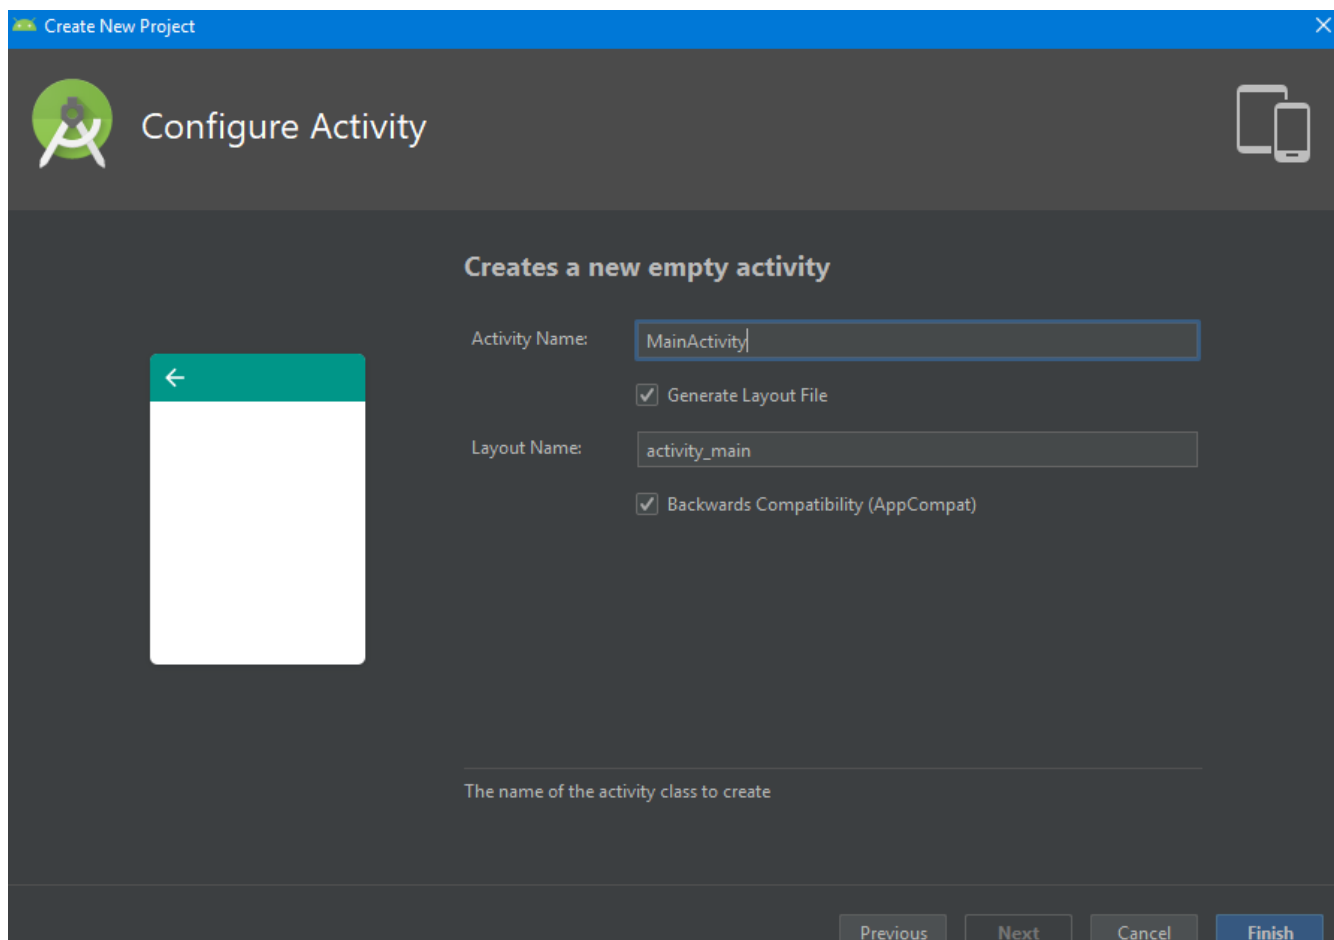 Create New Project
Configure Activity
Creates a new empty activity
Activity Name: MainActivity
Generate Layout File
Layout Name: activity_main
Backwards Compatibility (AppCompat)
The name of the activity class to create
Previous Next Cancel Finish